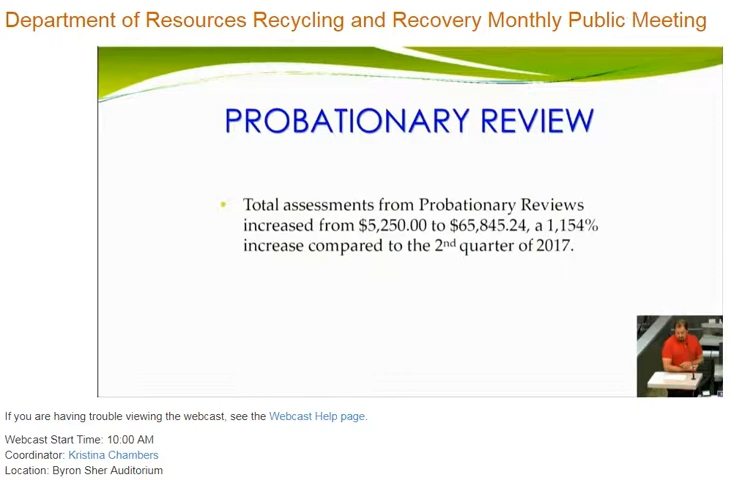 Department of Resources Recycling and Recovery Monthly Public Meeting
PROBATIONARY REVIEW
• Total assessments from Probationary Reviews
increased from $5,250.00 to $65,845.24, a 1,154%
increase compared to the 2nd quarter of 2017.
If you are having trouble viewing the webcast, see the Webcast Help page.
Webcast Start Time: 10:00 AM
Coordinator: Kristina Chambers
Location: Byron Sher Auditorium